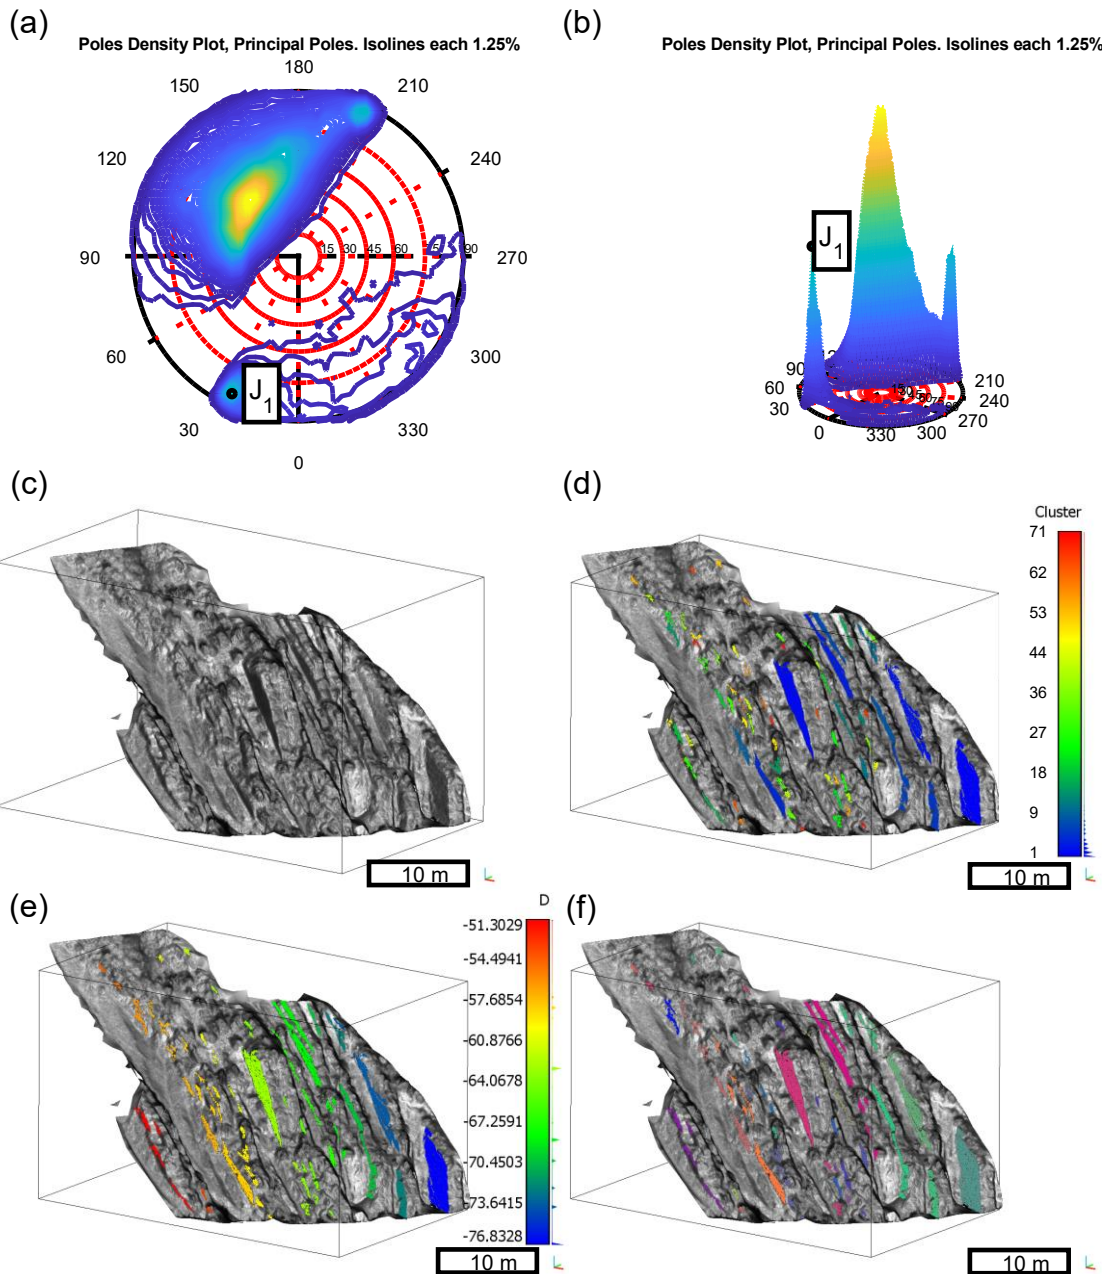 (a)
Poles Density Plot, Principal Poles. Isolines each 1.25%
180
150
210
120
240
15 30 45 60 90
90
270
60
300
J1
30
330
0
(b)
Poles Density Plot, Principal Poles. Isolines each 1.25%
J1
90
60
30
0
330
300
270
240
210
(c)
10 m
(d)
Cluster
71
62
53
44
36
27
18
9
1
10 m
(e)
D
-51.3029
-54.4941
-57.6854
-60.8766
-64.0678
-67.2591
-70.4503
-73.6415
-76.8328
10 m
(f)
10 m